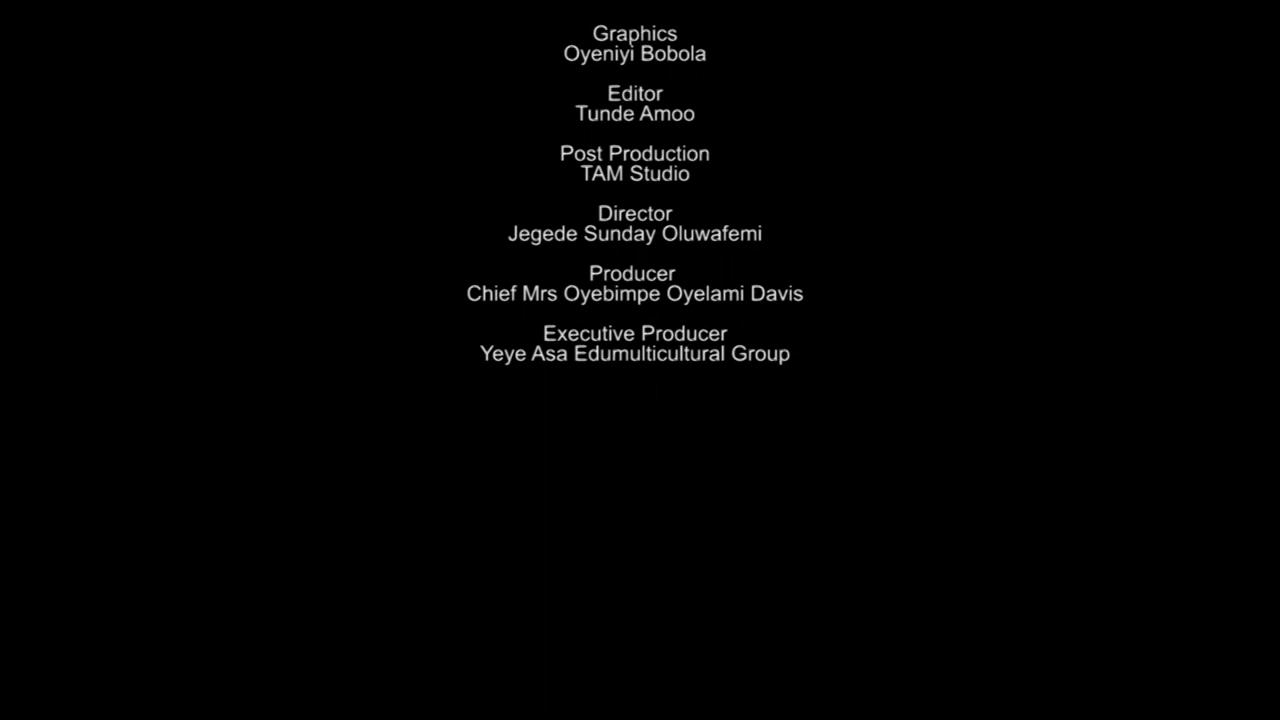 Graphics
Oyeniyi Bobola
Editor
Tunde Amoo
Post Production
TAM Studio
Director
Jegede Sunday Oluwafemi
Producer
Chief Mrs Oyebimpe Oyelami Davis
Executive Producer
Yeye Asa Edumulticultural Group